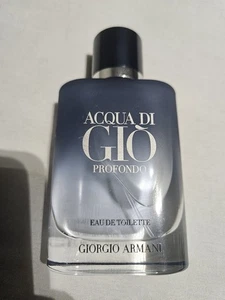 ACQUA DI
GIÒ
PROFONDO
EAU DE TOILETTE
GIORGIO ARMANI